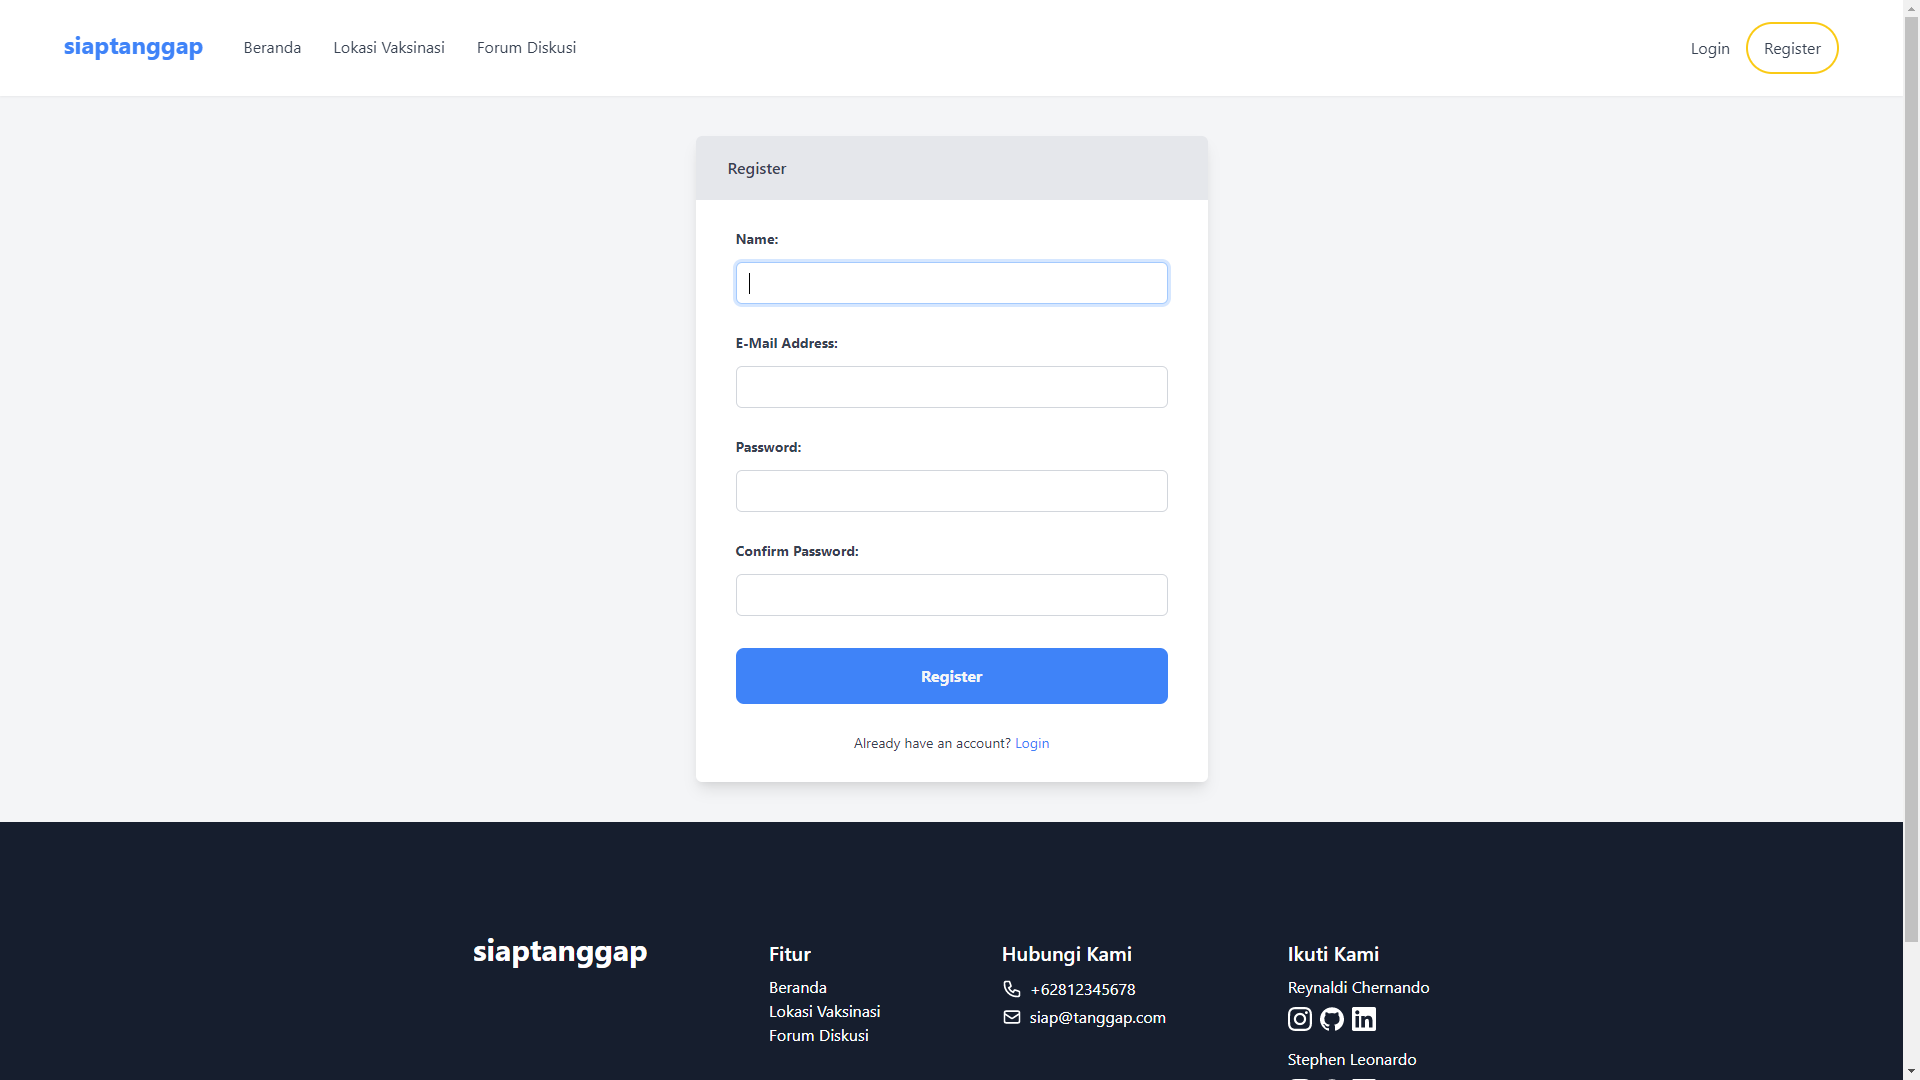 siaptanggap Beranda Lokasi Vaksinasi Forum Diskusi Login Register
Register
Name:
E-Mail Address:
Password:
Confirm Password:
Register
Already have an account? Login
siaptanggap
Fitur
Beranda
Lokasi Vaksinasi
Forum Diskusi
Hubungi Kami
+62812345678
siap@tanggap.com
Ikuti Kami
Reynaldi Chernando
Stephen Leonardo